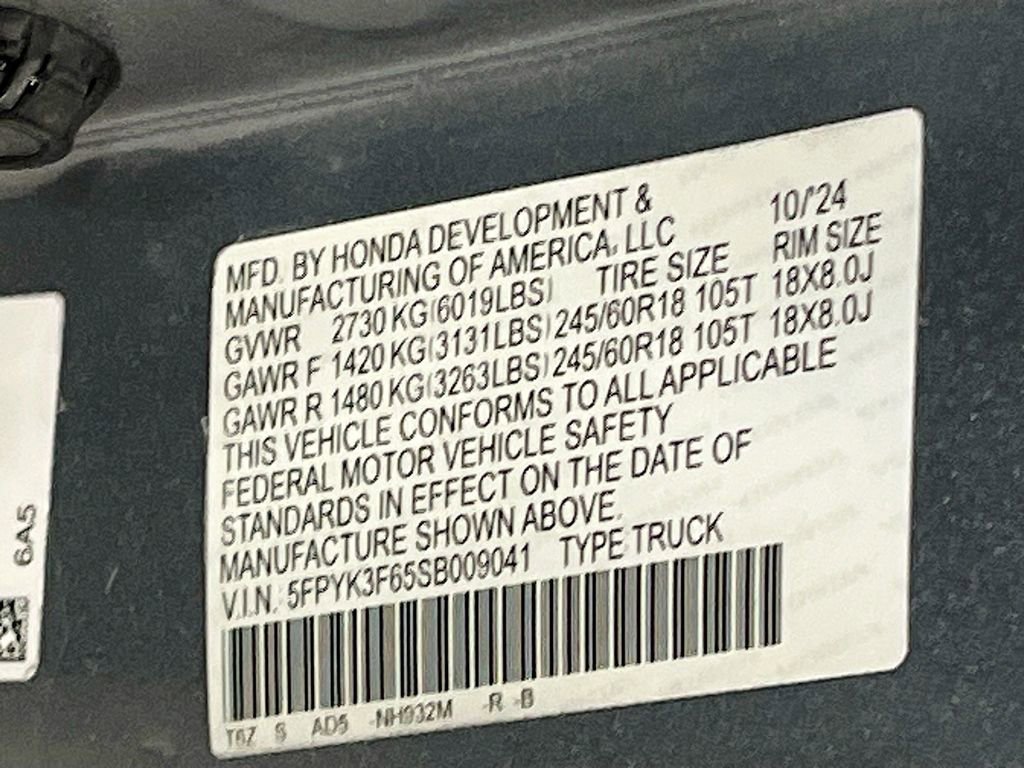 MFD. BY HONDA DEVELOPMENT &
MANUFACTURING OF AMERICA, LLC 10/'24
GVWR 2730 KG(6019LBS) TIRE SIZE RIM SIZE
GAWR F 1420 KG(3131LBS) 245/60R18 105T 18X8.0J
GAWR R 1480 KG(3263LBS) 245/60R18 105T 18X8.0J
THIS VEHICLE CONFORMS TO ALL APPLICABLE
FEDERAL MOTOR VEHICLE SAFETY
STANDARDS IN EFFECT ON THE DATE OF
MANUFACTURE SHOWN ABOVE.
V.I.N. 5FPYK3F65SB009041 TYPE TRUCK
AD5 -NH932M -R -B
6A5